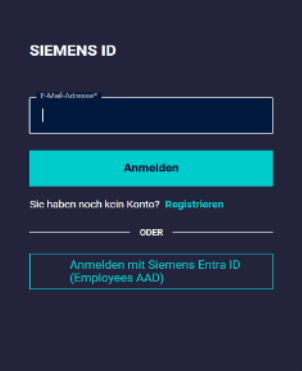 SIEMENS ID
E-Mail-Adresse*
Anmelden
Sie haben noch kein Konto? Registrieren
ODER
Anmelden mit Siemens Entra ID
(Employees AAD)